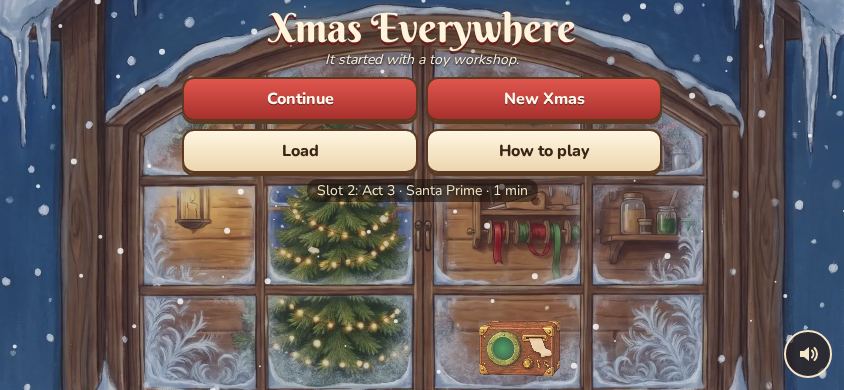 Xmas Everywhere
It started with a toy workshop.
Continue
New Xmas
Load
How to play
Slot 2: Act 3 · Santa Prime · 1 min